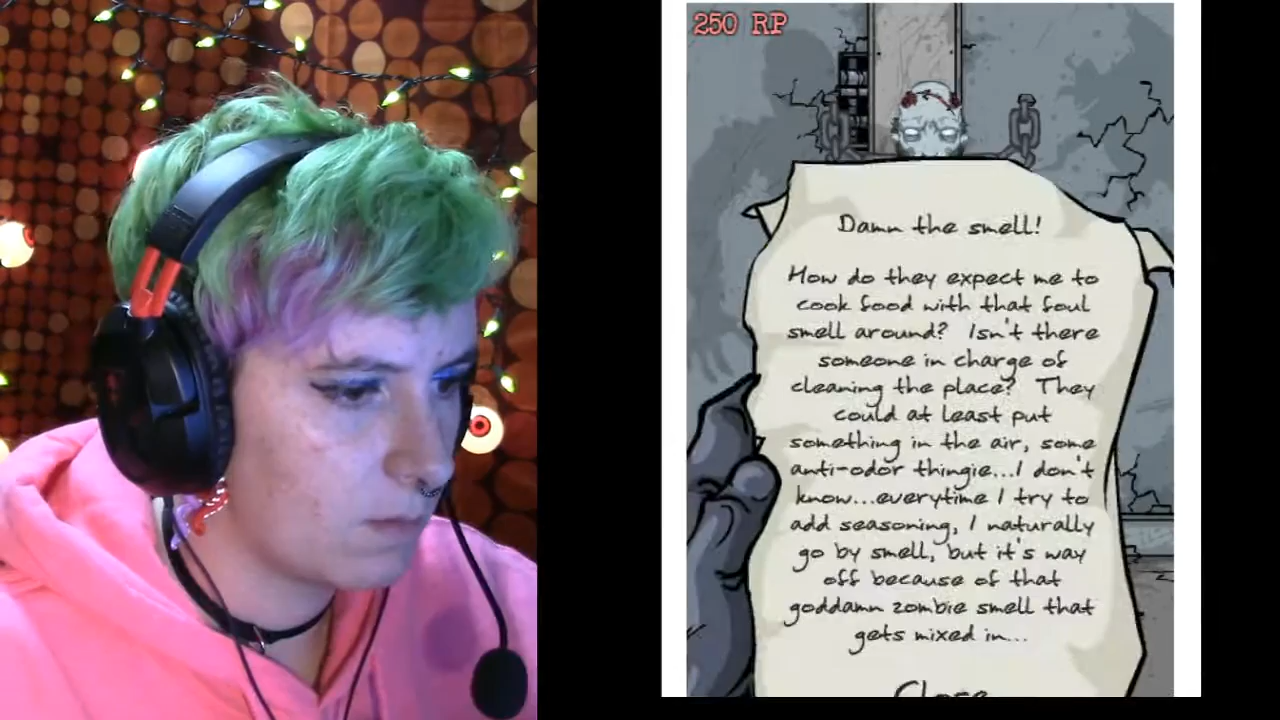 250 RP
Damn the smell!
How do they expect me to
cook food with that foul
smell around? Isn't there
someone in charge of
cleaning the place? They
could at least put
something in the air, some
anti-odor thingie...I don't
know...everytime I try to
add seasoning, I naturally
go by smell, but it's way
off because of that
goddamn zombie smell that
gets mixed in...
Close